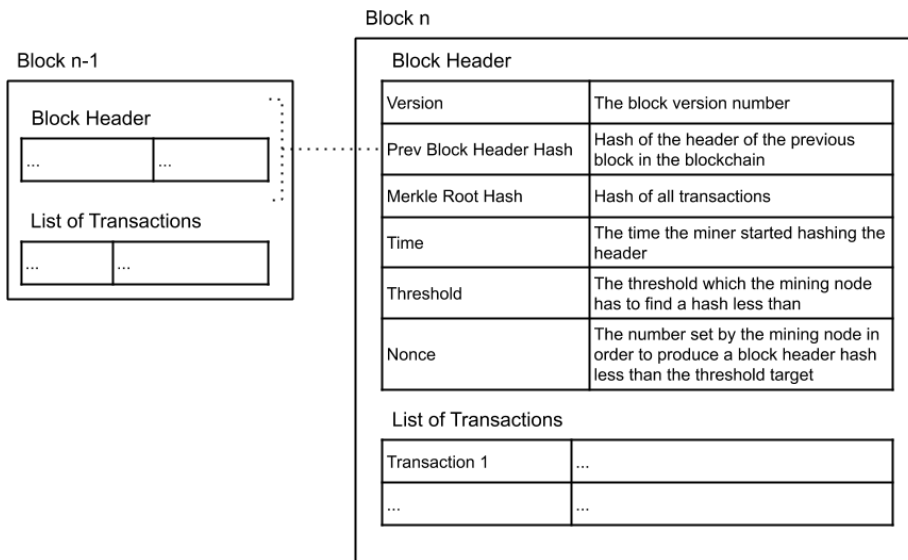 Block n-1
Block Header
... ...
List of Transactions
... ...
Block n
Block Header
Version The block version number
Prev Block Header Hash Hash of the header of the previous
block in the blockchain
Merkle Root Hash Hash of all transactions
Time The time the miner started hashing the
header
Threshold The threshold which the mining node
has to find a hash less than
Nonce The number set by the mining node in
order to produce a block header hash
less than the threshold target
List of Transactions
Transaction 1 ...
... ...